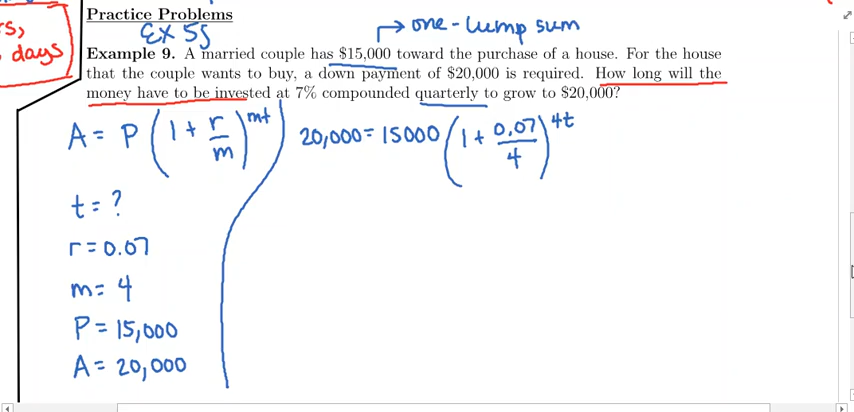 Practice Problems
Ex 55
→ one-lump sum
days
Example 9. A married couple has $15,000 toward the purchase of a house. For the house
that the couple wants to buy, a down payment of $20,000 is required. How long will the
money have to be invested at 7% compounded quarterly to grow to $20,000?
A = P (1 + r/m)^mt
20,000 = 15000 (1 + 0.07/4)^4t
t = ?
r = 0.07
m = 4
P = 15,000
A = 20,000